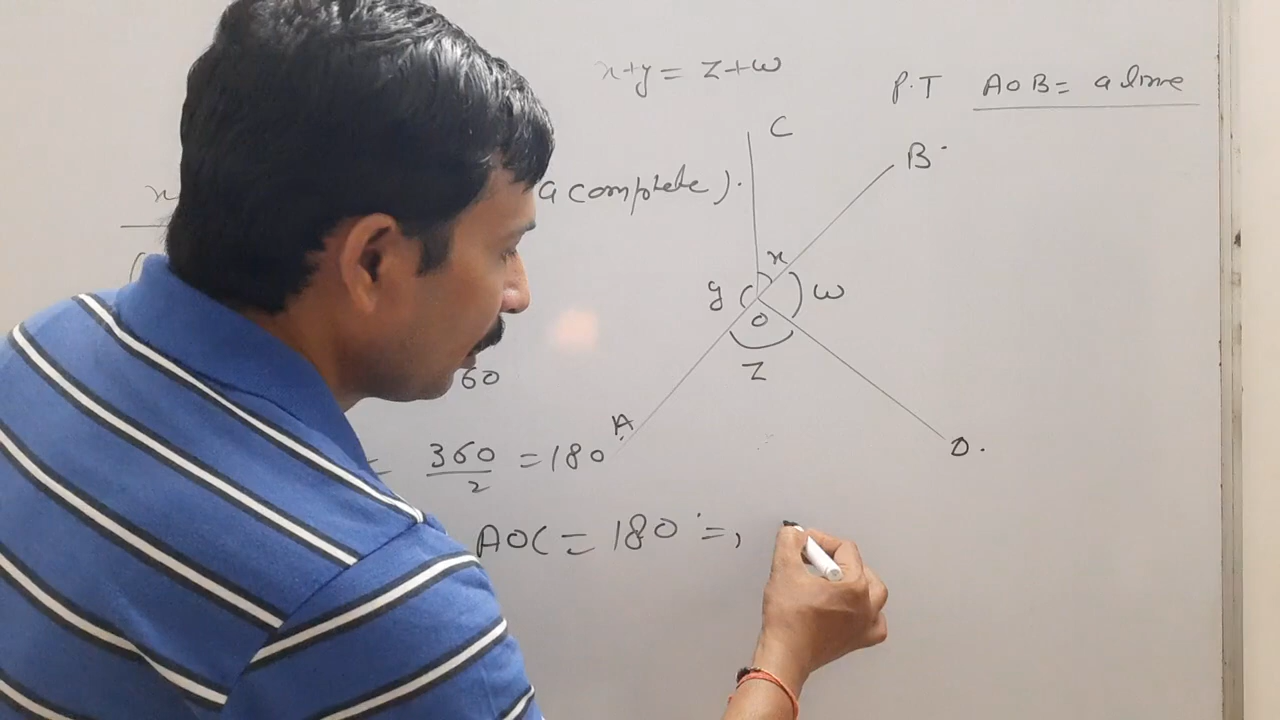 x+y = z+w
P.T AOB = a line
C
B
x
a complete).
x
y
w
O
z
60
A
= 360/2 = 180
D.
AOC = 180° =,